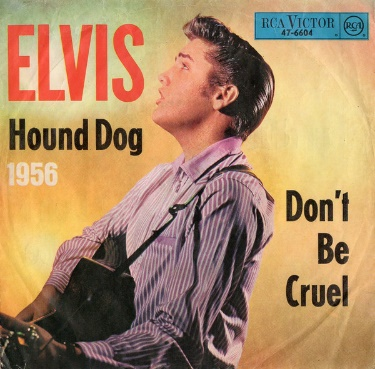 ELVIS
RCA VICTOR
RCA
47-6604
Hound Dog
1956
Don't
Be
Cruel